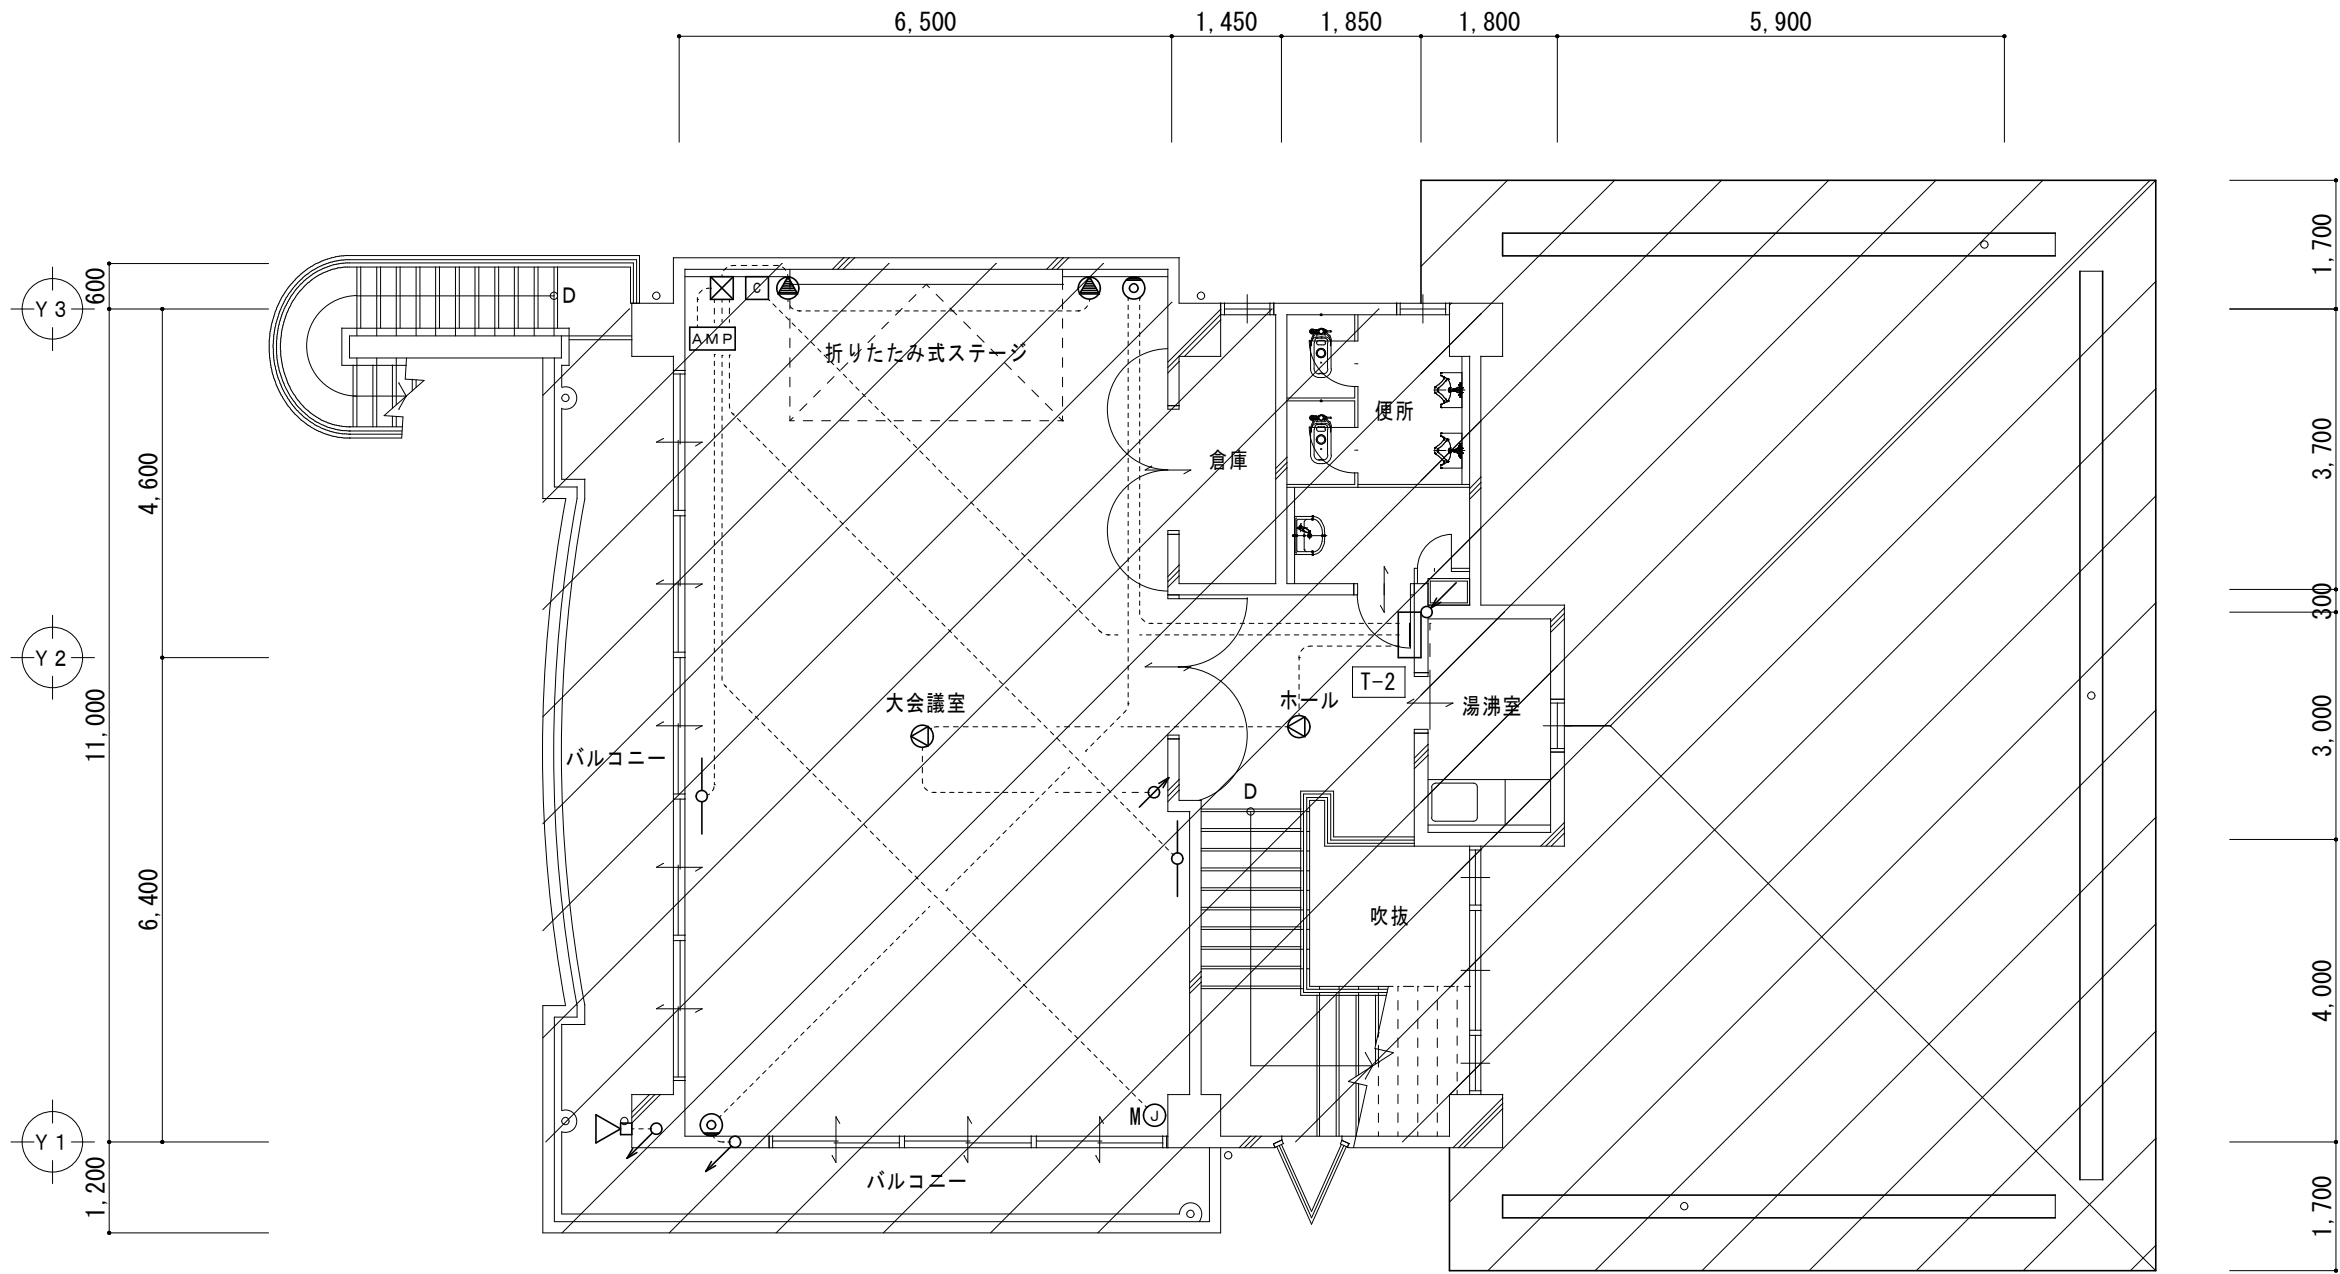 6,500
1,450
1,850
1,800
5,900
600
Y3
4,600
Y2
11,000
6,400
Y1
1,200
D
C
AMP
折りたたみ式ステージ
倉庫
便所
大会議室
ホール
T-2
湯沸室
バルコニー
D
吹抜
M
J
バルコニー
1,700
3,700
300
3,000
4,000
1,700